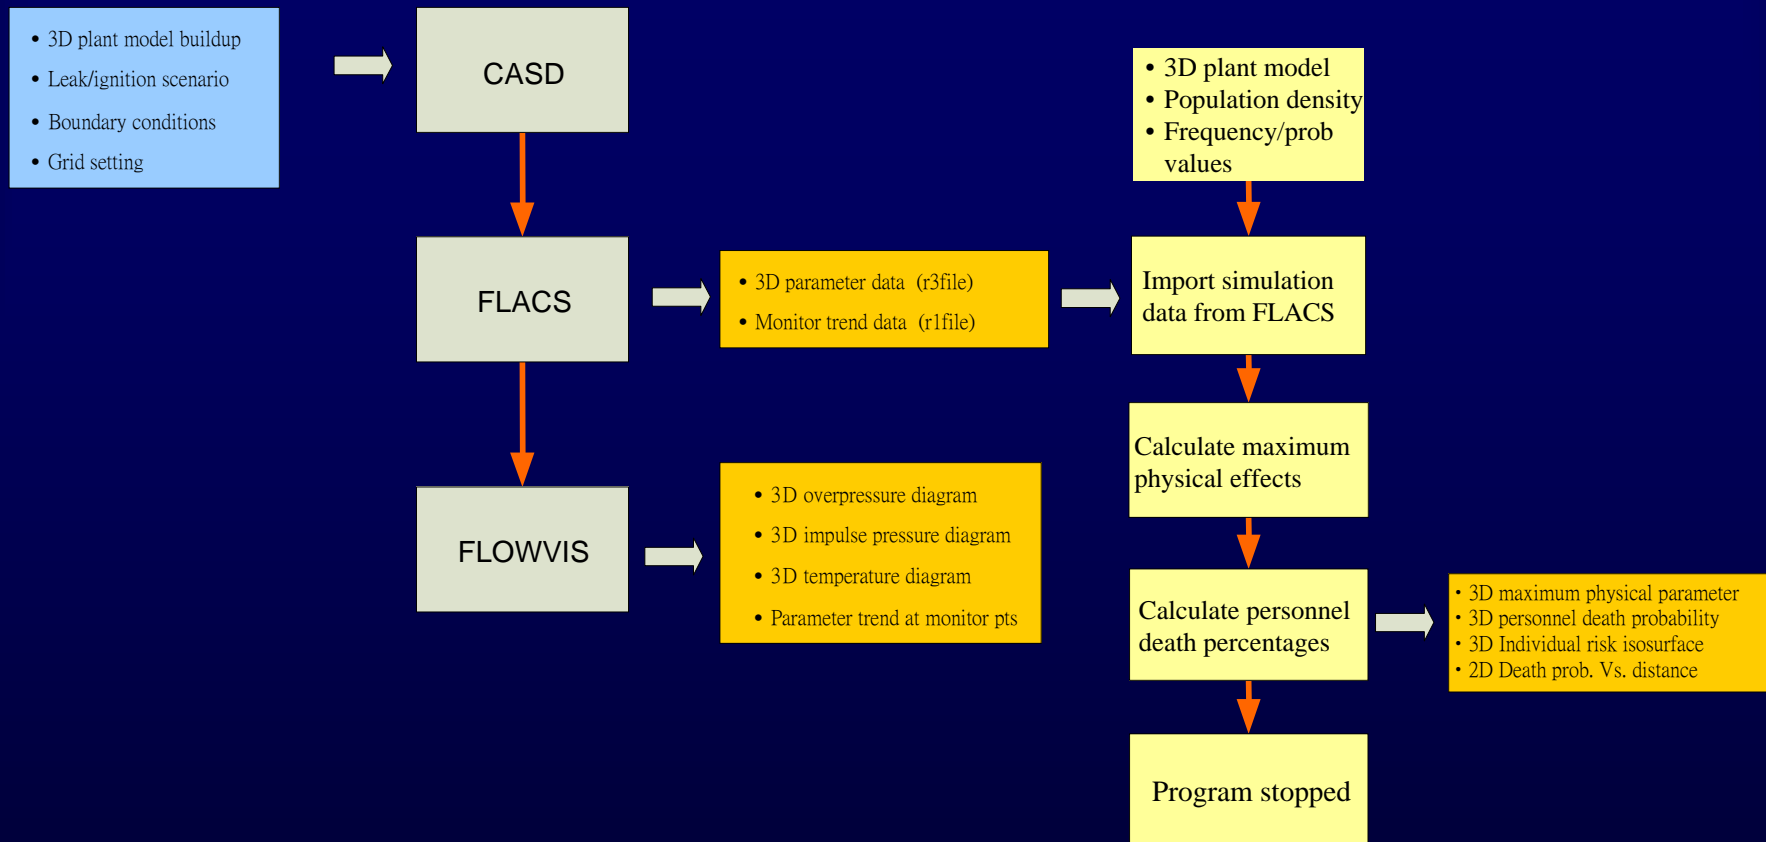 • 3D plant model buildup
• Leak/ignition scenario
• Boundary conditions
• Grid setting
CASD
FLACS
FLOWVIS
• 3D parameter data (r3file)
• Monitor trend data (r1file)
• 3D overpressure diagram
• 3D impulse pressure diagram
• 3D temperature diagram
• Parameter trend at monitor pts
• 3D plant model
• Population density
• Frequency/prob
values
Import simulation
data from FLACS
Calculate maximum
physical effects
Calculate personnel
death percentages
Program stopped
• 3D maximum physical parameter
• 3D personnel death probability
• 3D Individual risk isosurface
• 2D Death prob. Vs. distance